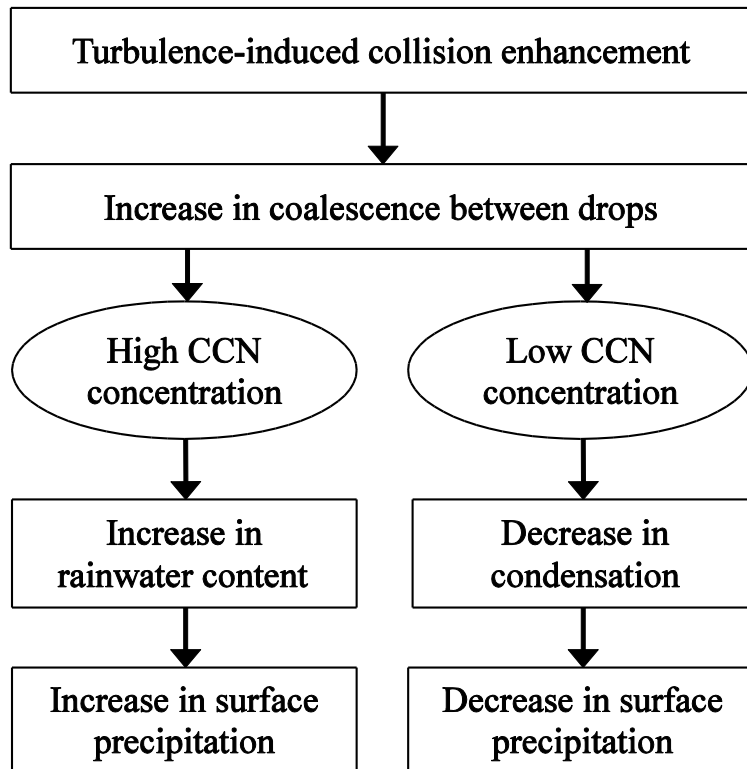 Turbulence-induced collision enhancement
Increase in coalescence between drops
High CCN
concentration
Low CCN
concentration
Increase in
rainwater content
Decrease in
condensation
Increase in surface
precipitation
Decrease in surface
precipitation